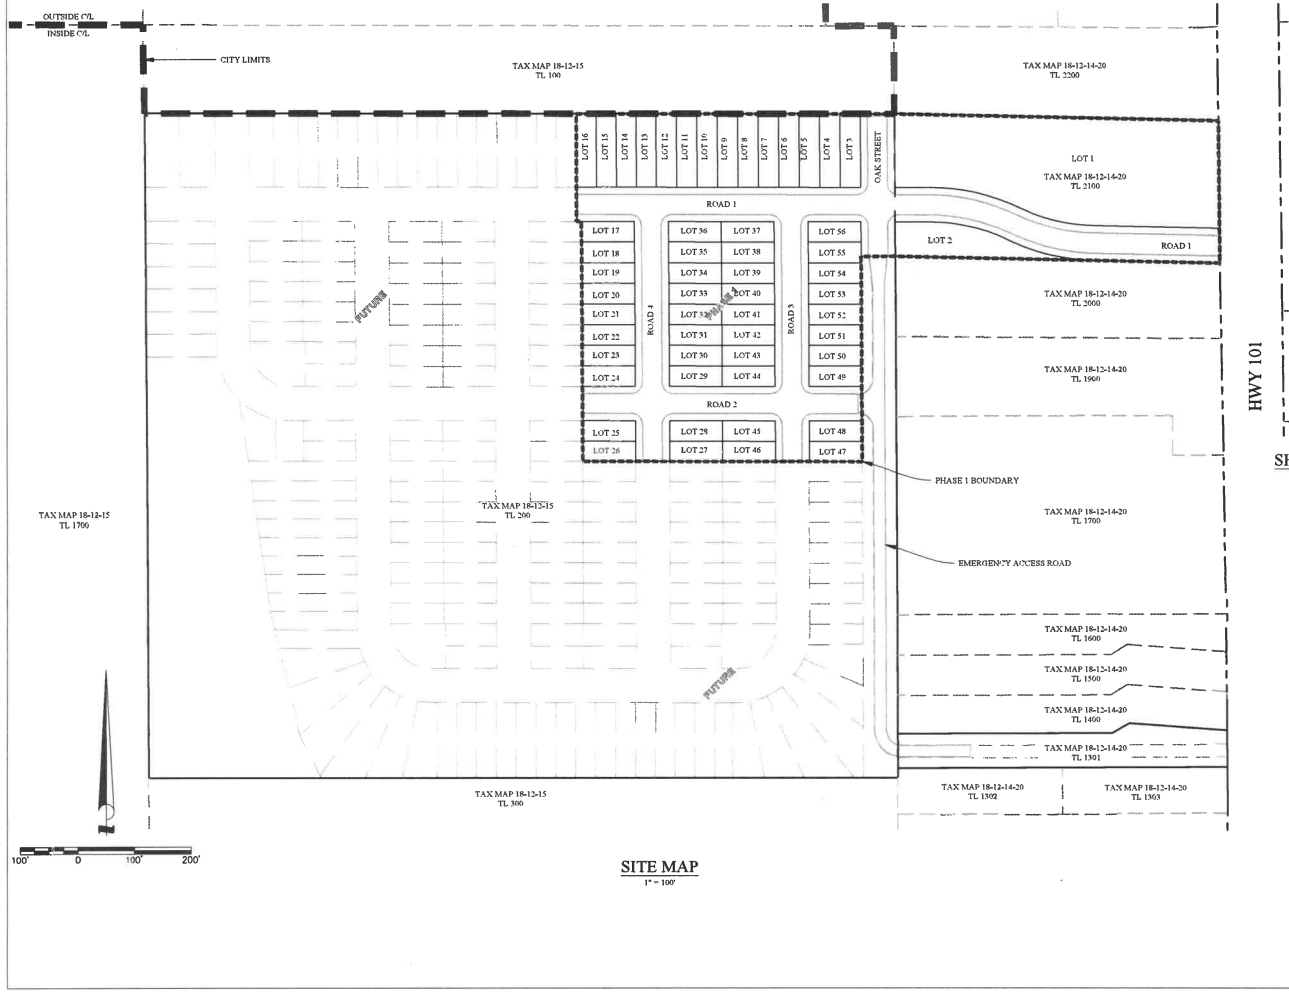 OUTSIDE C/L
INSIDE C/L
CITY LIMITS
TAX MAP 18-12-15
TL 100
TAX MAP 18-12-14-20
TL 2200
LOT 16
LOT 15
LOT 14
LOT 13
LOT 12
LOT 11
LOT 10
LOT 9
LOT 8
LOT 7
LOT 6
LOT 5
LOT 4
LOT 3
OAK STREET
LOT 1
TAX MAP 18-12-14-20
TL 2100
ROAD 1
LOT 17
LOT 36
LOT 37
LOT 56
LOT 2
ROAD 1
LOT 18
LOT 35
LOT 38
LOT 55
LOT 19
LOT 34
LOT 39
LOT 54
LOT 20
LOT 33
LOT 40
LOT 53
TAX MAP 18-12-14-20
TL 2000
FUTURE
PHASE 1
LOT 21
LOT 32
LOT 41
LOT 52
ROAD 4
ROAD 3
LOT 22
LOT 31
LOT 42
LOT 51
LOT 23
LOT 30
LOT 43
LOT 50
LOT 24
LOT 29
LOT 44
LOT 49
TAX MAP 18-12-14-20
TL 1900
HWY 101
ROAD 2
LOT 25
LOT 28
LOT 45
LOT 48
LOT 26
LOT 27
LOT 46
LOT 47
PHASE 1 BOUNDARY
TAX MAP 18-12-15
TL 1700
TAX MAP 18-12-15
TL 200
TAX MAP 18-12-14-20
TL 1700
EMERGENCY ACCESS ROAD
TAX MAP 18-12-14-20
TL 1600
TAX MAP 18-12-14-20
TL 1500
FUTURE
TAX MAP 18-12-14-20
TL 1400
TAX MAP 18-12-14-20
TL 1301
TAX MAP 18-12-15
TL 300
TAX MAP 18-12-14-20
TL 1302
TAX MAP 18-12-14-20
TL 1303
N
100'
0
100'
200'
SITE MAP
1" = 100'